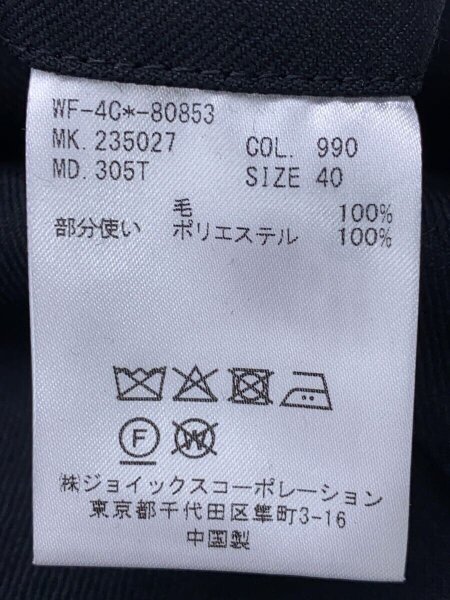 WF-4C*-80853
MK. 235027 COL. 990
MD. 305T SIZE 40
毛 100%
部分使い ポリエステル 100%
F W
㈱ジョイックスコーポレーション
東京都千代田区隼町3-16
中国製